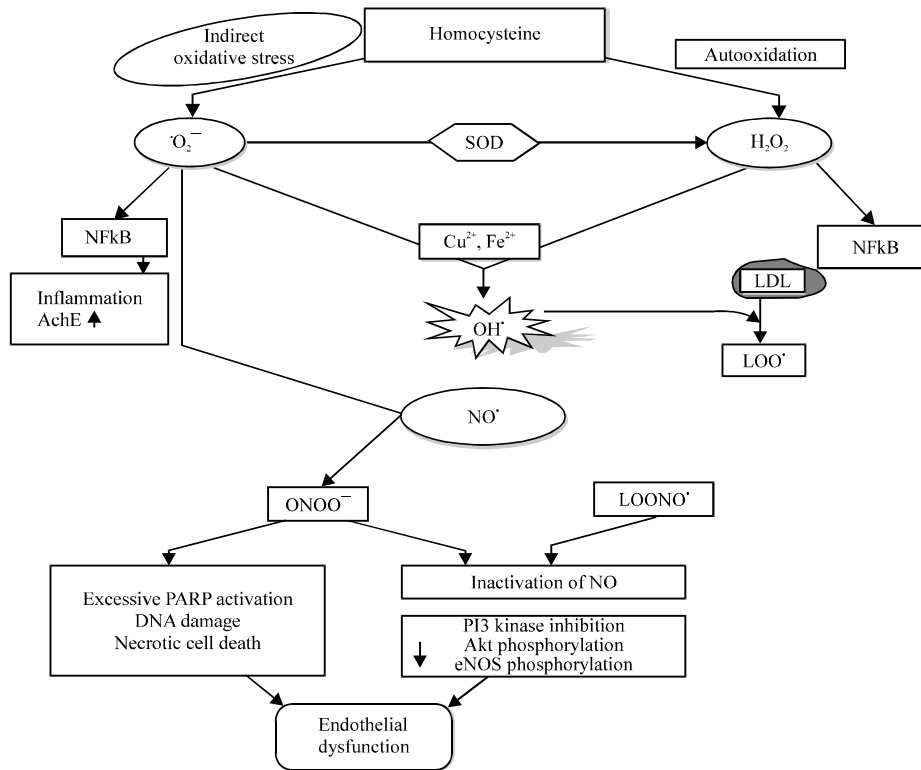 Indirect
oxidative stress
Homocysteine
Autooxidation
•O₂⁻
SOD
H₂O₂
NFkB
Cu²⁺, Fe²⁺
NFkB
Inflammation
AchE ↑
LDL
OH•
LOO•
NO•
ONOO⁻
LOONO•
Excessive PARP activation
DNA damage
Necrotic cell death
Inactivation of NO
PI3 kinase inhibition
Akt phosphorylation
↓ eNOS phosphorylation
Endothelial
dysfunction